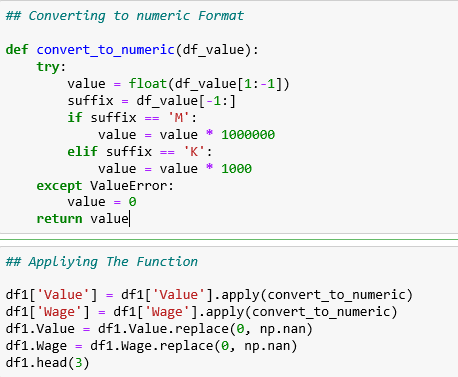 ## Converting to numeric Format
def convert_to_numeric(df_value):
try:
value = float(df_value[1:-1])
suffix = df_value[-1:]
if suffix == 'M':
value = value * 1000000
elif suffix == 'K':
value = value * 1000
except ValueError:
value = 0
return value
## Appliying The Function
df1['Value'] = df1['Value'].apply(convert_to_numeric)
df1['Wage'] = df1['Wage'].apply(convert_to_numeric)
df1.Value = df1.Value.replace(0, np.nan)
df1.Wage = df1.Wage.replace(0, np.nan)
df1.head(3)